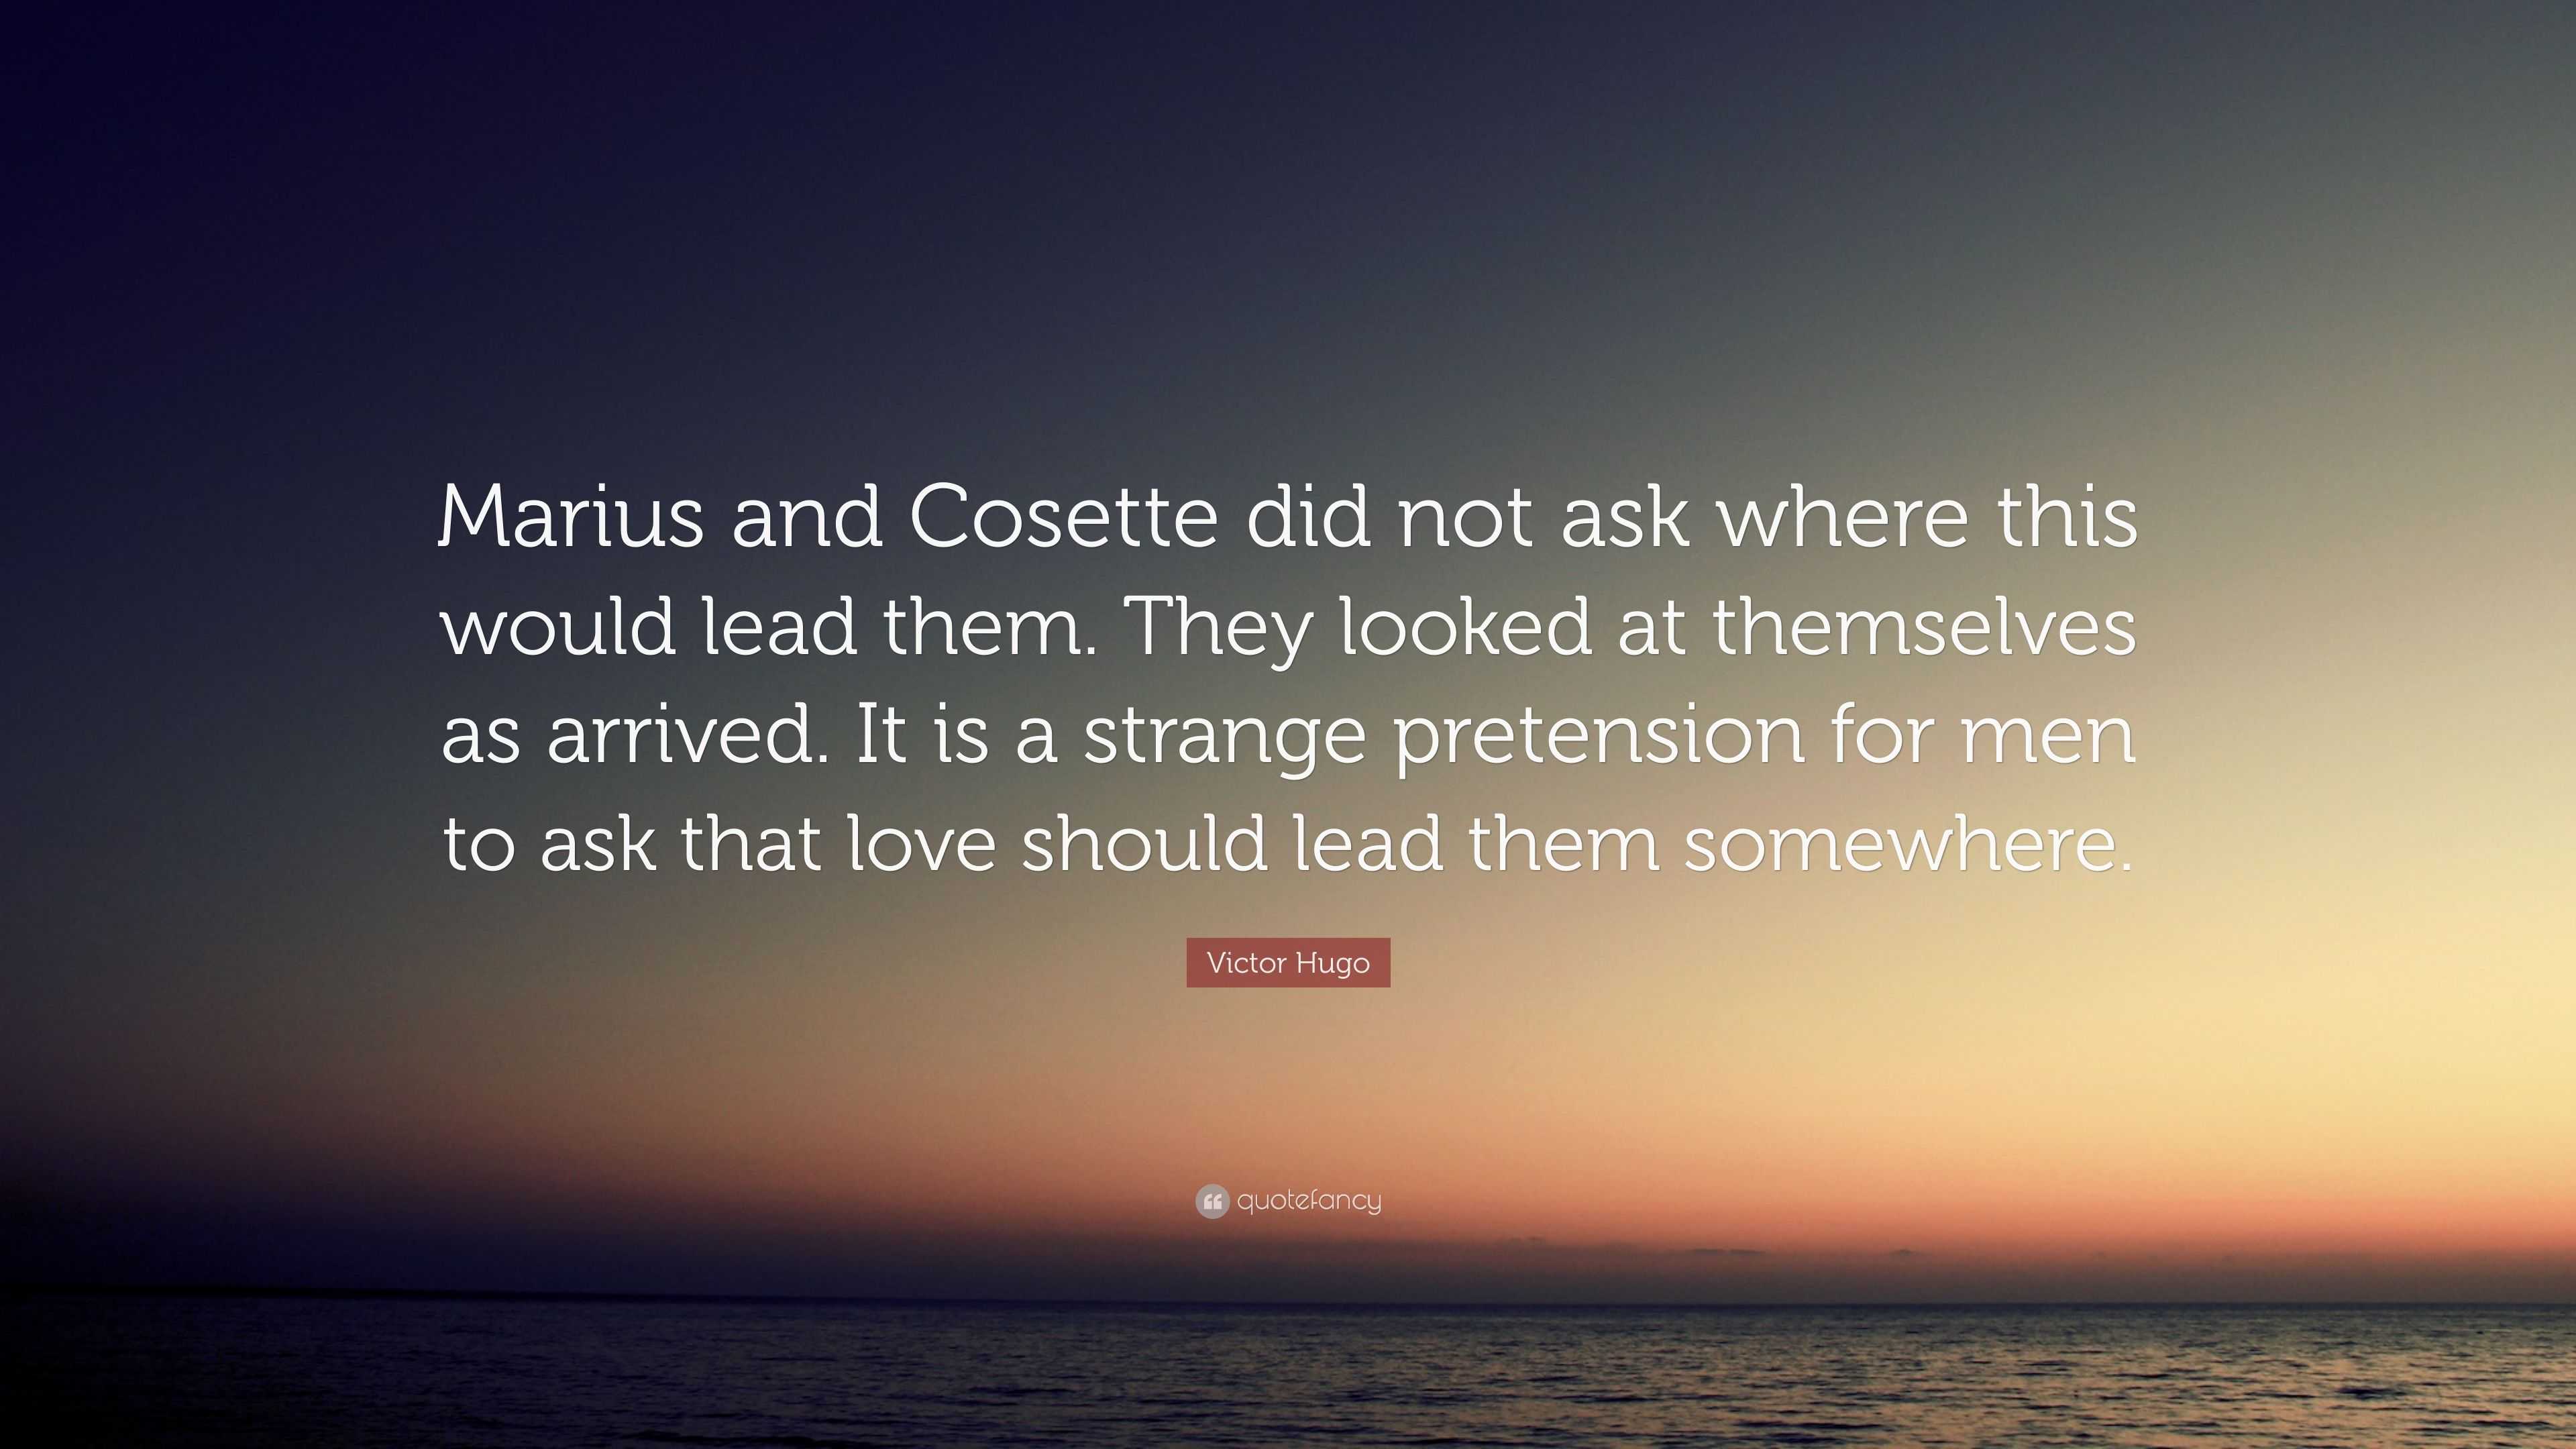 Marius and Cosette did not ask where this
would lead them. They looked at themselves
as arrived. It is a strange pretension for men
to ask that love should lead them somewhere.
Victor Hugo
quotefancy